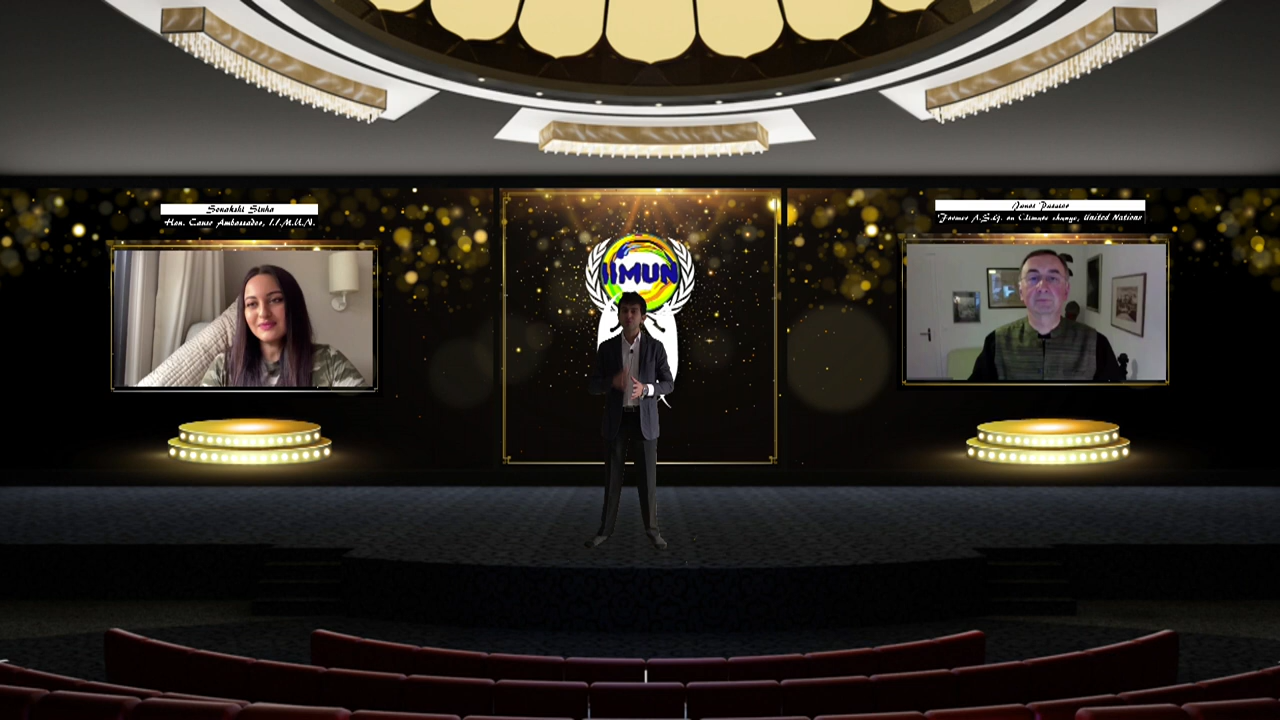 Sonakshi Sinha
Hon. Cause Ambassador, I.I.M.U.N.
IIMUN
Janos Pasztor
Former A.S.G. on Climate change, United Nations